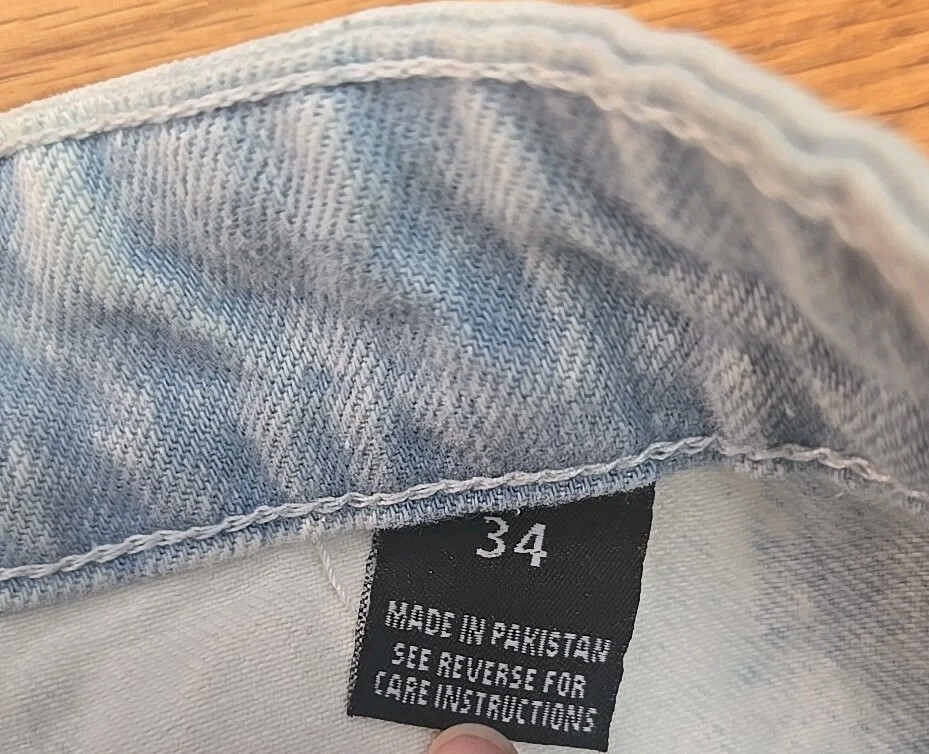 34
MADE IN PAKISTAN
SEE REVERSE FOR
CARE INSTRUCTIONS